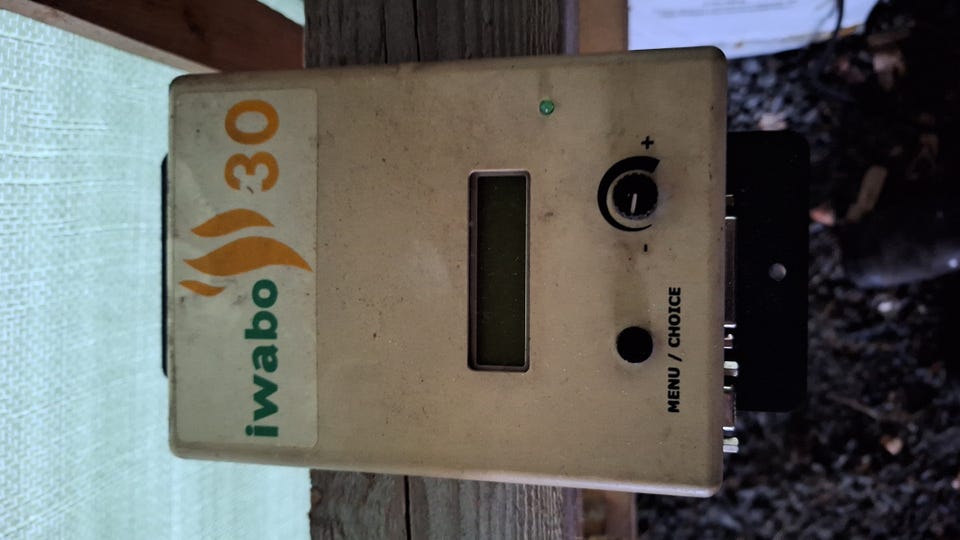 iwabo 30
+
-
MENU / CHOICE